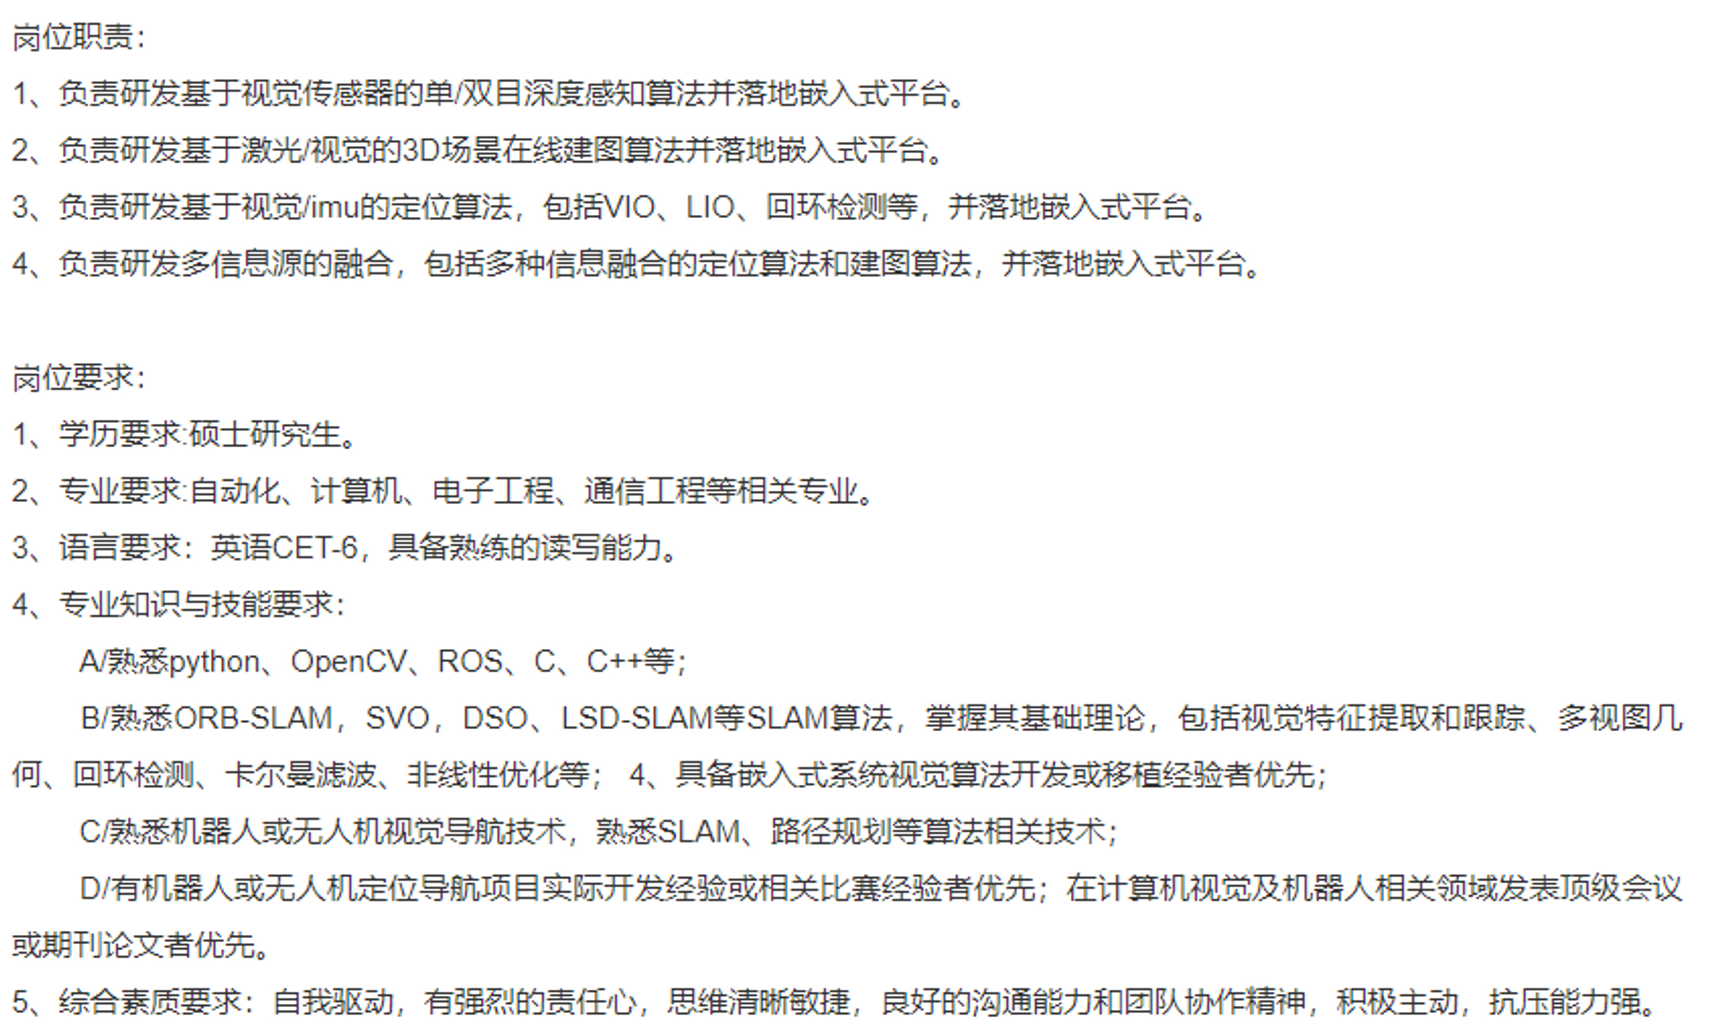 岗位职责：
1、负责研发基于视觉传感器的单/双目深度感知算法并落地嵌入式平台。
2、负责研发基于激光/视觉的3D场景在线建图算法并落地嵌入式平台。
3、负责研发基于视觉/imu的定位算法，包括VIO、LIO、回环检测等，并落地嵌入式平台。
4、负责研发多信息源的融合，包括多种信息融合的定位算法和建图算法，并落地嵌入式平台。
岗位要求：
1、学历要求:硕士研究生。
2、专业要求:自动化、计算机、电子工程、通信工程等相关专业。
3、语言要求：英语CET-6，具备熟练的读写能力。
4、专业知识与技能要求：
A/熟悉python、OpenCV、ROS、C、C++等；
B/熟悉ORB-SLAM，SVO，DSO、LSD-SLAM等SLAM算法，掌握其基础理论，包括视觉特征提取和跟踪、多视图几
何、回环检测、卡尔曼滤波、非线性优化等； 4、具备嵌入式系统视觉算法开发或移植经验者优先；
C/熟悉机器人或无人机视觉导航技术，熟悉SLAM、路径规划等算法相关技术；
D/有机器人或无人机定位导航项目实际开发经验或相关比赛经验者优先；在计算机视觉及机器人相关领域发表顶级会议
或期刊论文者优先。
5、综合素质要求：自我驱动，有强烈的责任心，思维清晰敏捷，良好的沟通能力和团队协作精神，积极主动，抗压能力强。